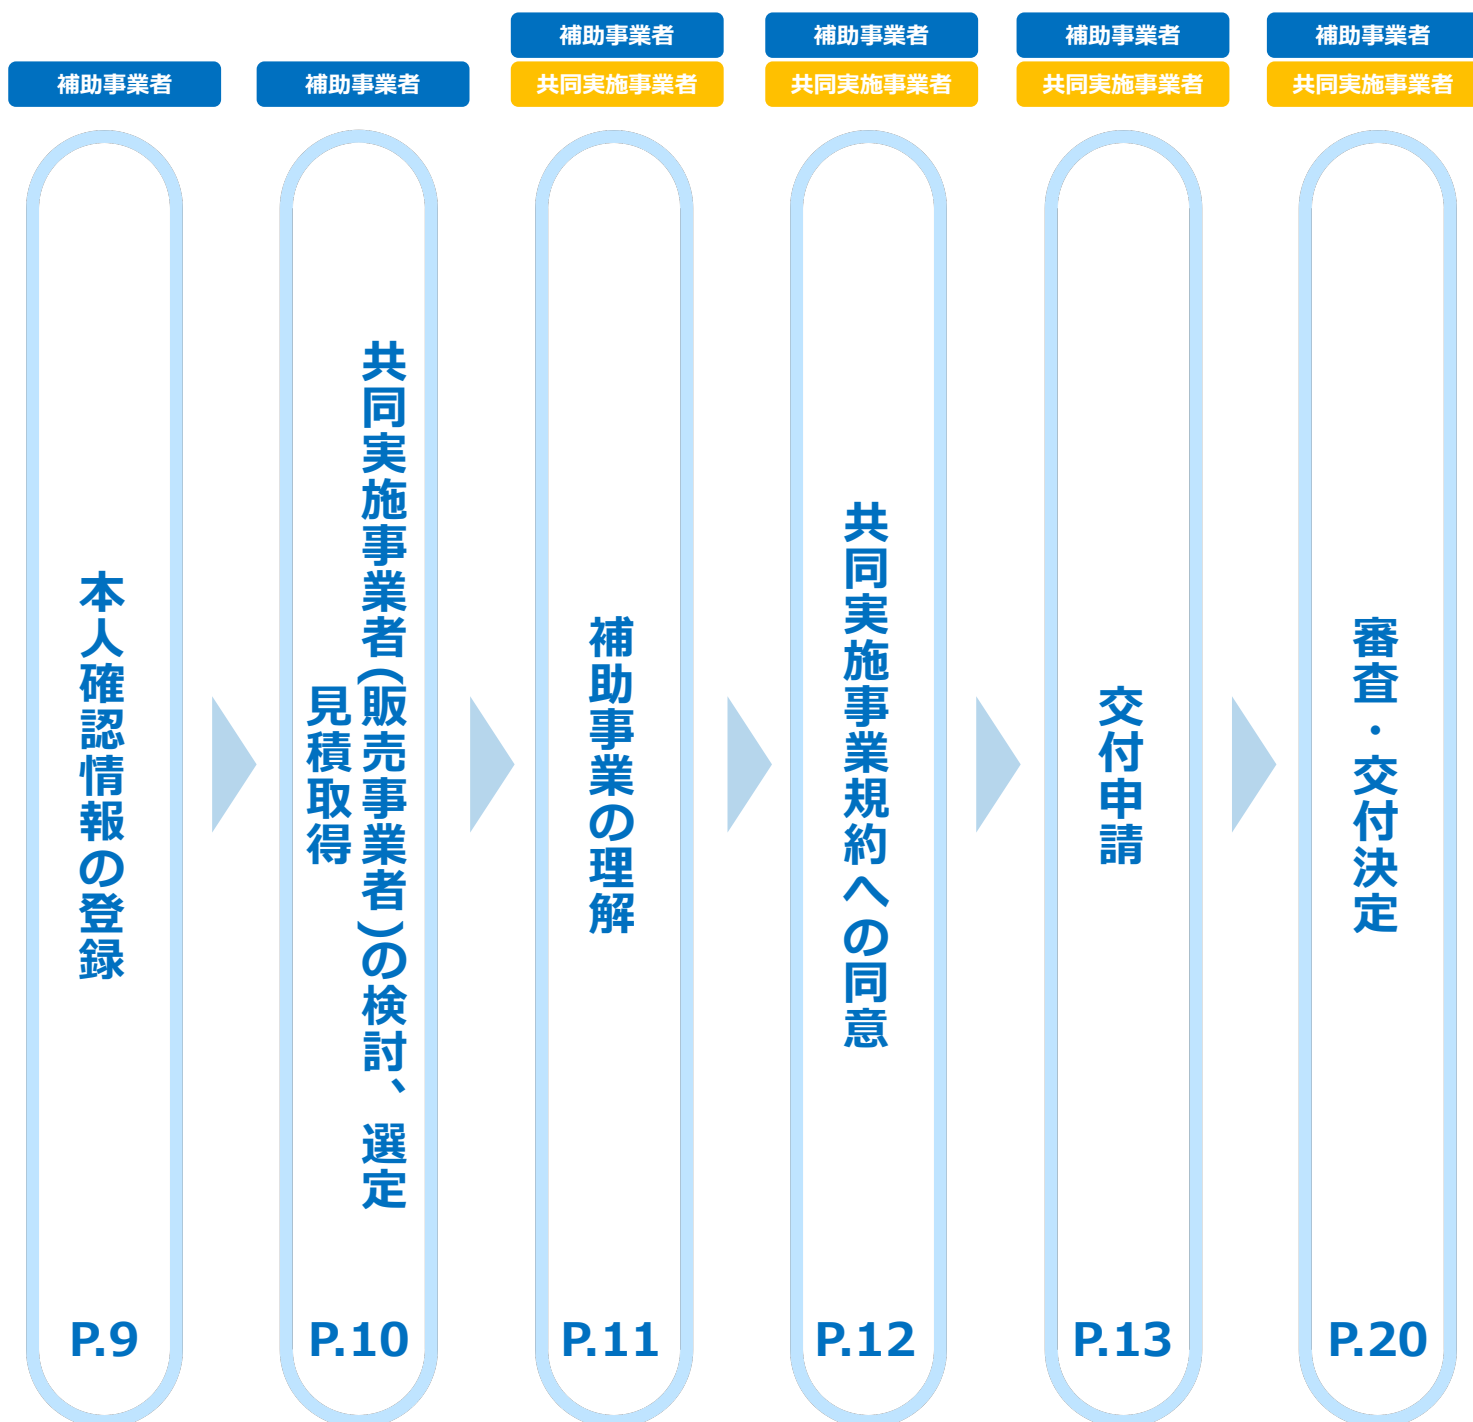 補助事業者
本人確認情報の登録
P.9
補助事業者
共同実施事業者(販売事業者)の検討、選定
見積取得
P.10
補助事業者
共同実施事業者
補助事業の理解
P.11
補助事業者
共同実施事業者
共同実施事業規約への同意
P.12
補助事業者
共同実施事業者
交付申請
P.13
補助事業者
共同実施事業者
審査・交付決定
P.20